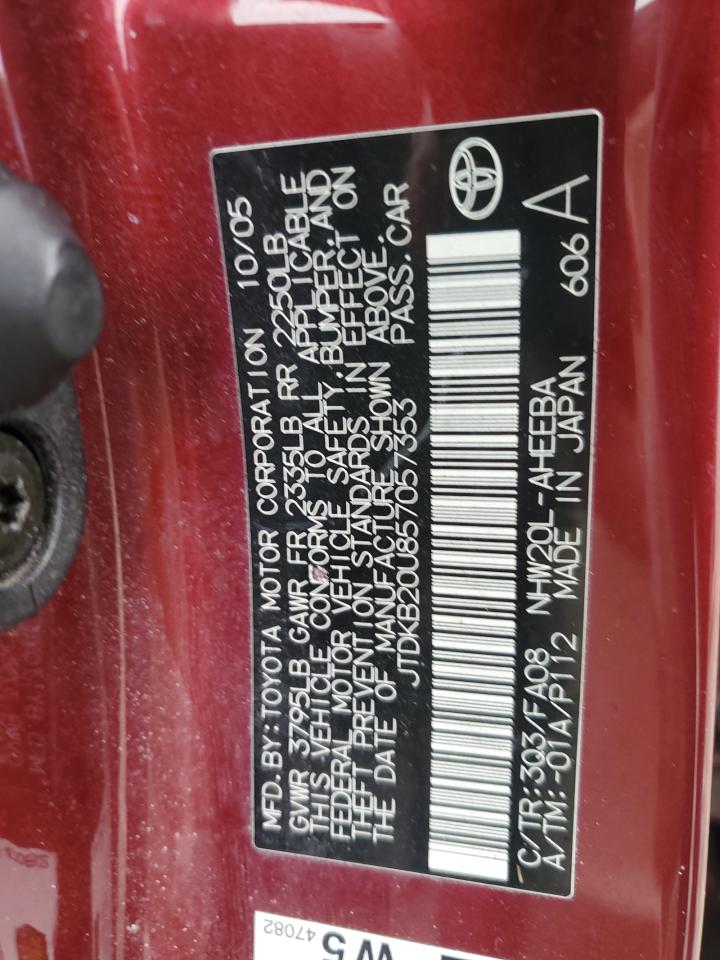 MFD. BY: TOYOTA MOTOR CORPORATION 10/05
GVWR 3795LB GAWR FR 2335LB RR 2250LB
THIS VEHICLE CONFORMS TO ALL APPLICABLE
FEDERAL MOTOR VEHICLE SAFETY, BUMPER, AND
THEFT PREVENTION STANDARDS IN EFFECT ON
THE DATE OF MANUFACTURE SHOWN ABOVE.
JTDKB20U857057353 PASS. CAR
C/TR:3Q3/FA08 NHW20L-AHEEBA 606 A
A/TM:-01A/P112 MADE IN JAPAN
47082
W5